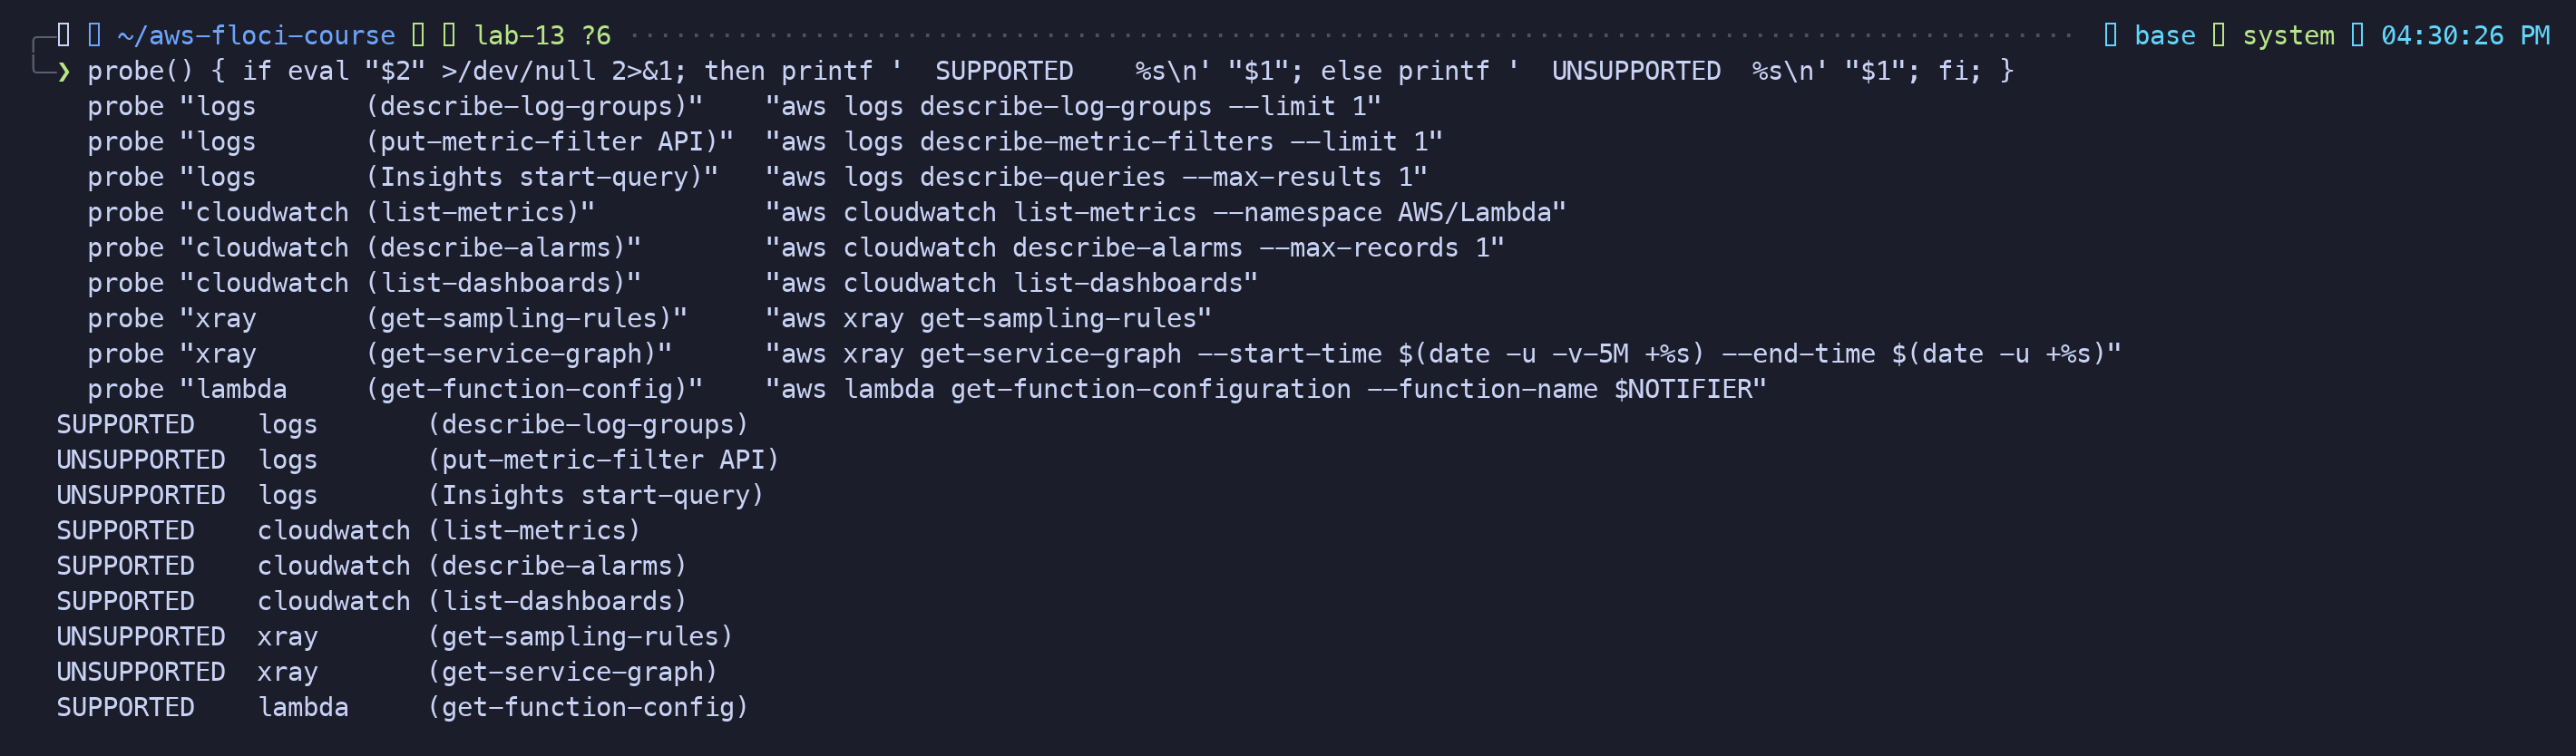 ~/aws-floci-course lab-13 ?6 base system 04:30:26 PM
❯ probe() { if eval "$2" >/dev/null 2>&1; then printf '  SUPPORTED    %s\n' "$1"; else printf '  UNSUPPORTED  %s\n' "$1"; fi; }
  probe "logs       (describe-log-groups)"    "aws logs describe-log-groups --limit 1"
  probe "logs       (put-metric-filter API)"  "aws logs describe-metric-filters --limit 1"
  probe "logs       (Insights start-query)"   "aws logs describe-queries --max-results 1"
  probe "cloudwatch (list-metrics)"           "aws cloudwatch list-metrics --namespace AWS/Lambda"
  probe "cloudwatch (describe-alarms)"        "aws cloudwatch describe-alarms --max-records 1"
  probe "cloudwatch (list-dashboards)"        "aws cloudwatch list-dashboards"
  probe "xray       (get-sampling-rules)"     "aws xray get-sampling-rules"
  probe "xray       (get-service-graph)"      "aws xray get-service-graph --start-time $(date -u -v-5M +%s) --end-time $(date -u +%s)"
  probe "lambda     (get-function-config)"    "aws lambda get-function-configuration --function-name $NOTIFIER"
SUPPORTED    logs       (describe-log-groups)
UNSUPPORTED  logs       (put-metric-filter API)
UNSUPPORTED  logs       (Insights start-query)
SUPPORTED    cloudwatch (list-metrics)
SUPPORTED    cloudwatch (describe-alarms)
SUPPORTED    cloudwatch (list-dashboards)
UNSUPPORTED  xray       (get-sampling-rules)
UNSUPPORTED  xray       (get-service-graph)
SUPPORTED    lambda     (get-function-config)